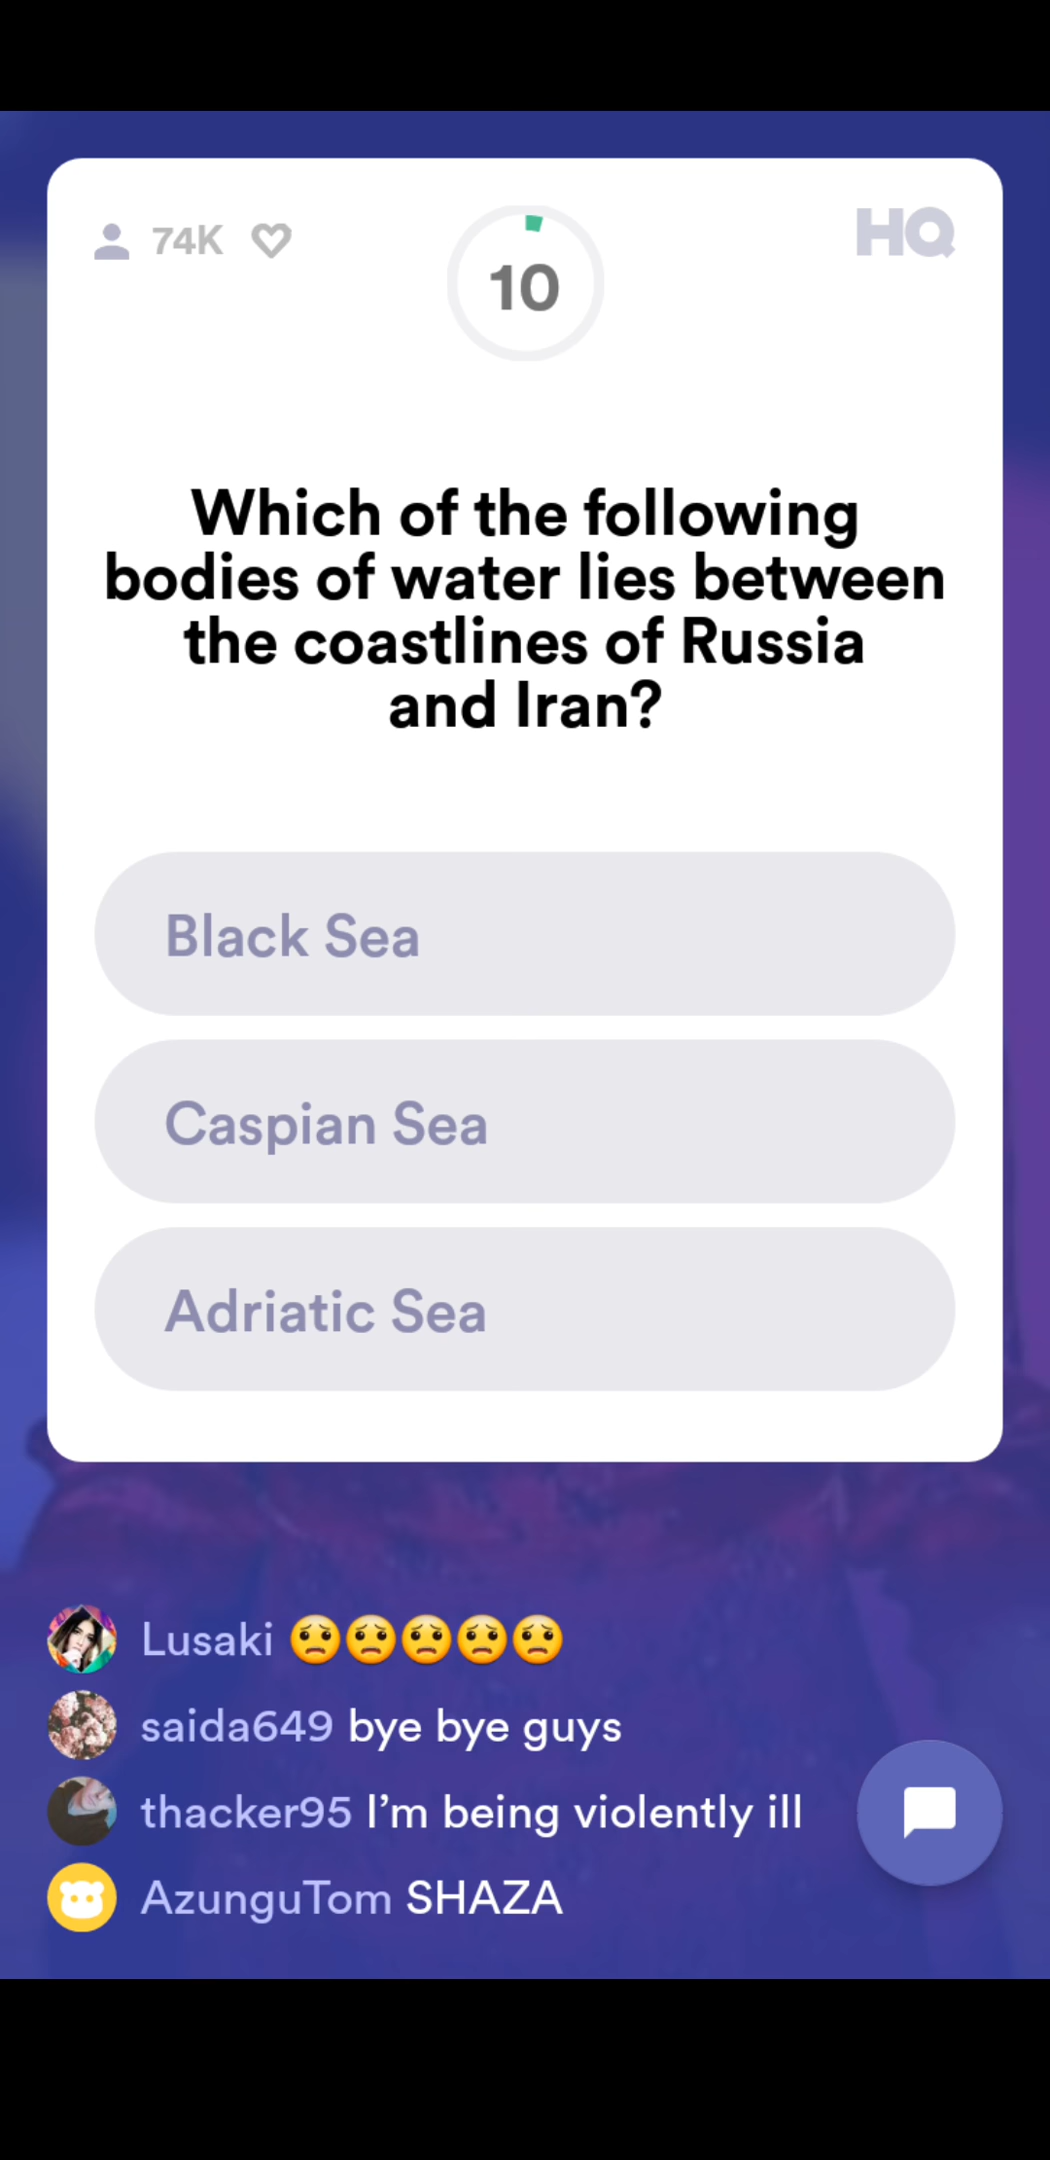 74K
10
HQ
Which of the following
bodies of water lies between
the coastlines of Russia
and Iran?
Black Sea
Caspian Sea
Adriatic Sea
Lusaki 😟😟😟😟😟
saida649 bye bye guys
thacker95 I’m being violently ill
AzunguTom SHAZA